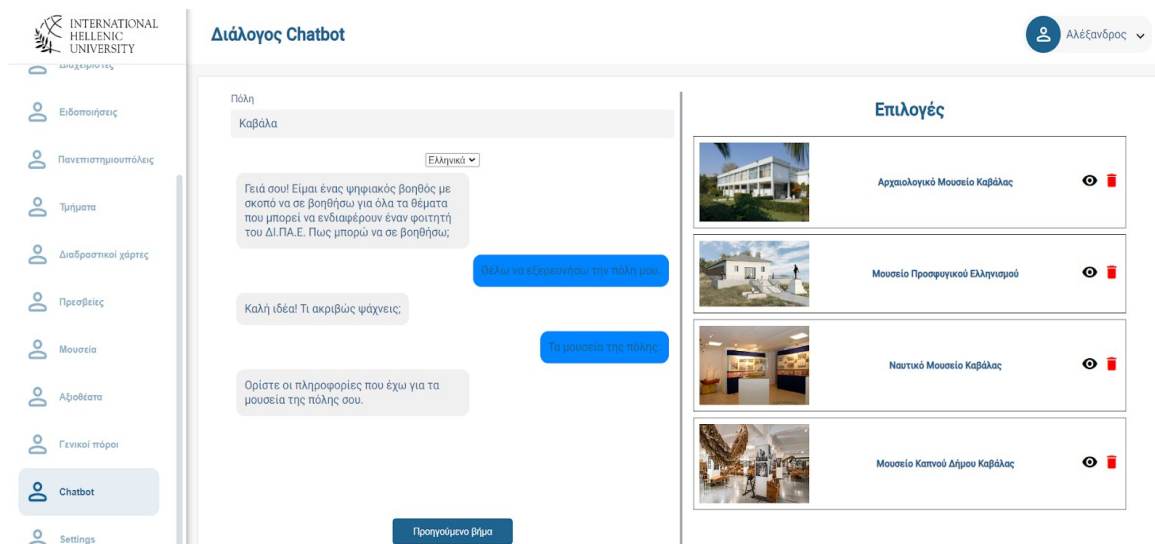 INTERNATIONAL
HELLENIC
UNIVERSITY
Διάλογος Chatbot
Αλέξανδρος
Διαχειριστές
Ειδοποιήσεις
Πανεπιστημιουπόλεις
Τμήματα
Διαδραστικοί χάρτες
Πρεσβείες
Μουσεία
Αξιοθέατα
Γενικοί πόροι
Chatbot
Settings
Πόλη
Καβάλα
Ελληνικά
Γειά σου! Είμαι ένας ψηφιακός βοηθός με
σκοπό να σε βοηθήσω για όλα τα θέματα
που μπορεί να ενδιαφέρουν έναν φοιτητή
του ΔΙ.ΠΑ.Ε. Πως μπορώ να σε βοηθήσω;
Θέλω να εξερευνήσω την πόλη μου.
Καλή ιδέα! Τι ακριβώς ψάχνεις;
Τα μουσεία της πόλης.
Ορίστε οι πληροφορίες που έχω για τα
μουσεία της πόλης σου.
Προηγούμενο βήμα
Επιλογές
Αρχαιολογικό Μουσείο Καβάλας
Μουσείο Προσφυγικού Ελληνισμού
Ναυτικό Μουσείο Καβάλας
Μουσείο Καπνού Δήμου Καβάλας